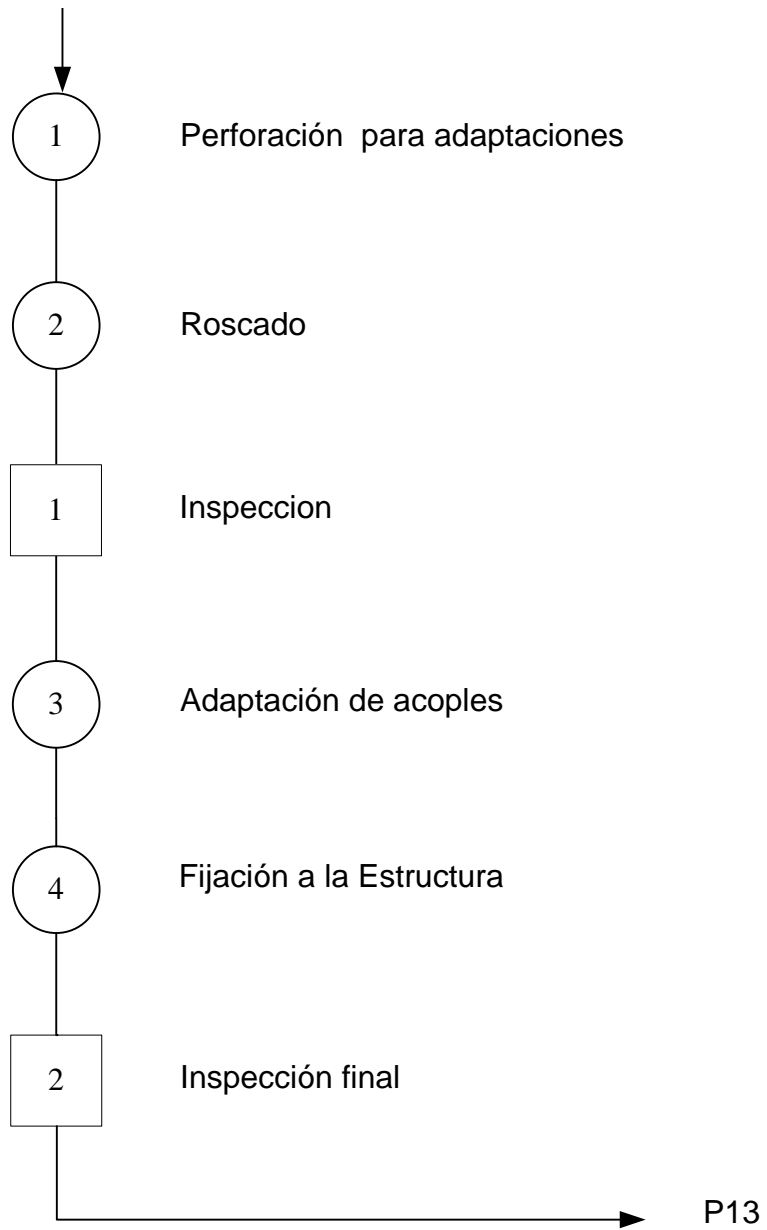 1 Perforación  para adaptaciones
2 Roscado
1 Inspeccion
3 Adaptación de acoples
4 Fijación a la Estructura
2 Inspección final
P13